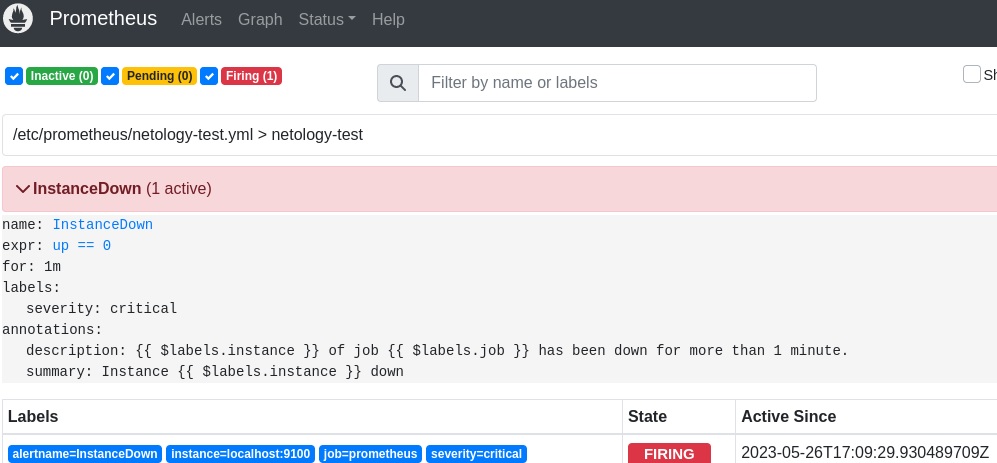 Prometheus Alerts Graph Status Help
Inactive (0) Pending (0) Firing (1) Filter by name or labels Sh
/etc/prometheus/netology-test.yml > netology-test
InstanceDown (1 active)
name: InstanceDown
expr: up == 0
for: 1m
labels:
severity: critical
annotations:
description: {{ $labels.instance }} of job {{ $labels.job }} has been down for more than 1 minute.
summary: Instance {{ $labels.instance }} down
Labels State Active Since
alertname=InstanceDown instance=localhost:9100 job=prometheus severity=critical FIRING 2023-05-26T17:09:29.930489709Z